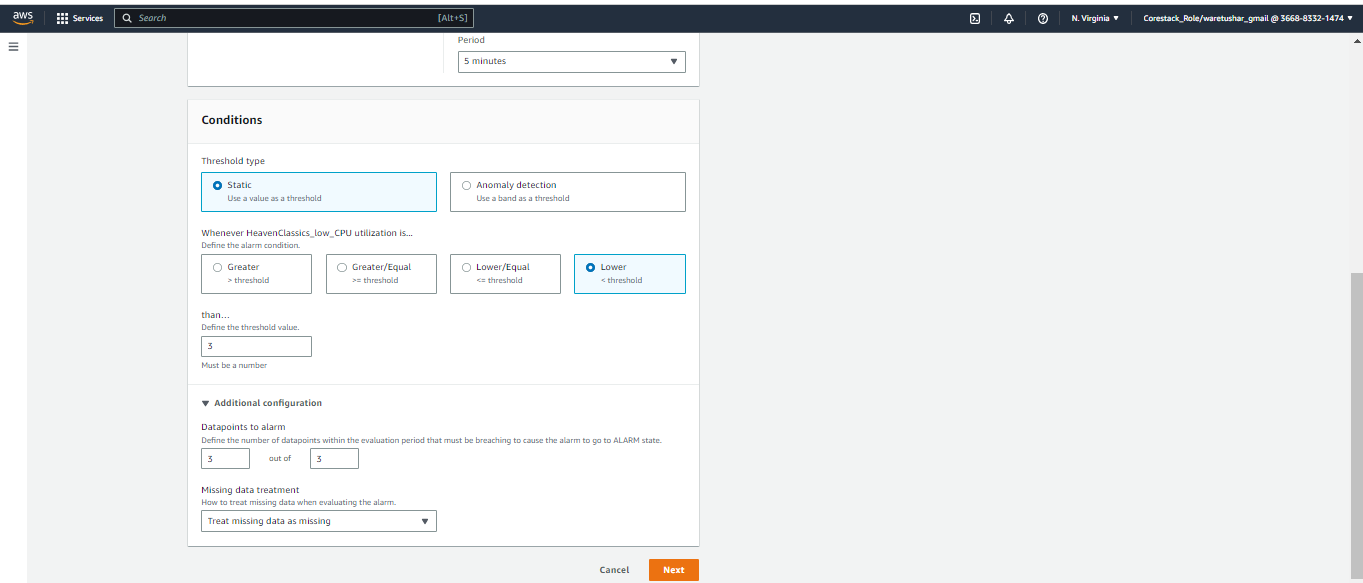 aws
Services
Search
[Alt+S]
N. Virginia
Corestack_Role/waretushar_gmail @ 3668-8332-1474
Period
5 minutes
Conditions
Threshold type
Static
Use a value as a threshold
Anomaly detection
Use a band as a threshold
Whenever HeavenClassics_low_CPU utilization is...
Define the alarm condition.
Greater
> threshold
Greater/Equal
>= threshold
Lower/Equal
<= threshold
Lower
< threshold
than...
Define the threshold value.
3
Must be a number
Additional configuration
Datapoints to alarm
Define the number of datapoints within the evaluation period that must be breaching to cause the alarm to go to ALARM state.
3 out of 3
Missing data treatment
How to treat missing data when evaluating the alarm.
Treat missing data as missing
Cancel
Next